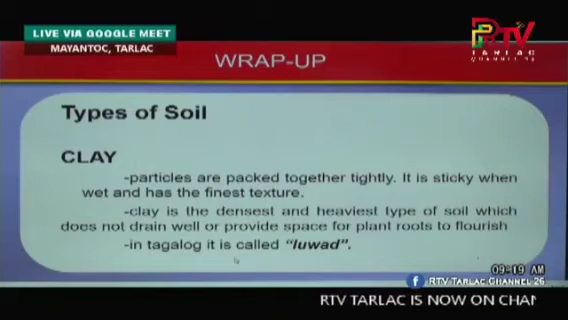 LIVE VIA GOOGLE MEET
MAYANTOC, TARLAC
RTV
TARLAC
CHANNEL 26
WRAP-UP
Types of Soil
CLAY
-particles are packed together tightly. It is sticky when
wet and has the finest texture.
-clay is the densest and heaviest type of soil which
does not drain well or provide space for plant roots to flourish
-in tagalog it is called “luwad”.
09:19 AM
RTV TARLAC CHANNEL 26
RTV TARLAC IS NOW ON CHAN